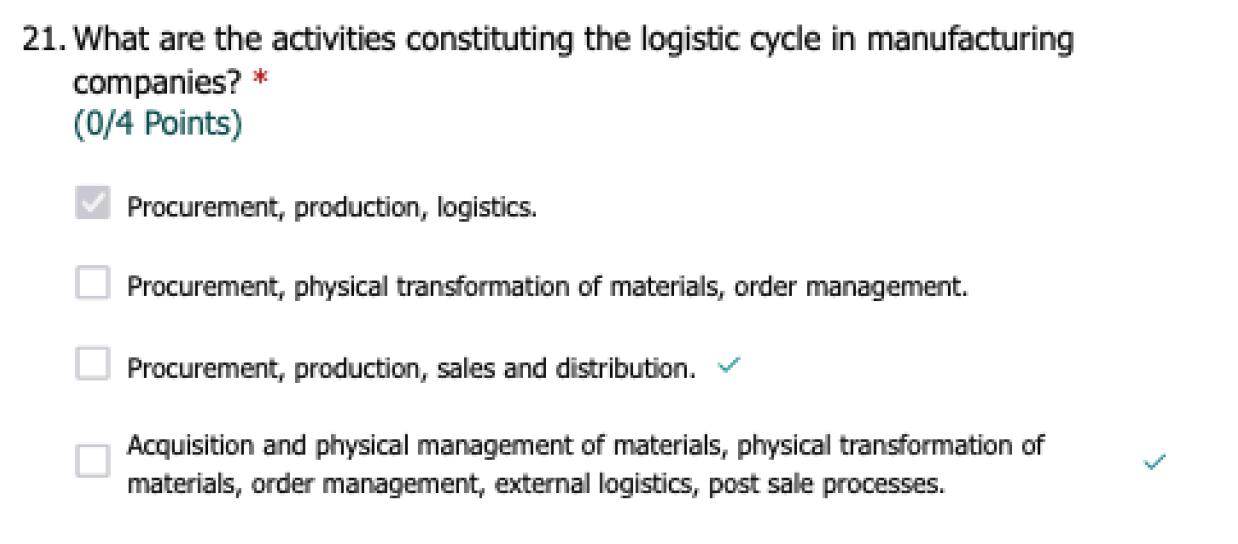 21. What are the activities constituting the logistic cycle in manufacturing
companies? *
(0/4 Points)
Procurement, production, logistics.
Procurement, physical transformation of materials, order management.
Procurement, production, sales and distribution.
Acquisition and physical management of materials, physical transformation of
materials, order management, external logistics, post sale processes.